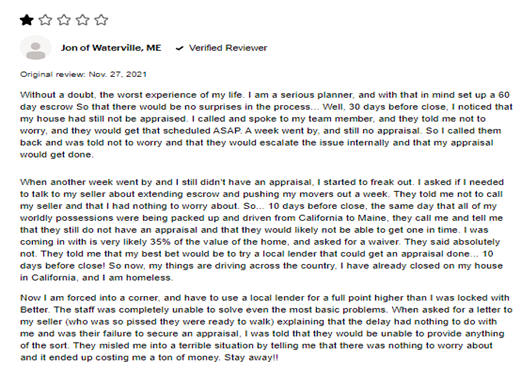 Jon of Waterville, ME ✔ Verified Reviewer
Original review: Nov. 27, 2021
Without a doubt, the worst experience of my life. I am a serious planner, and with that in mind set up a 60
day escrow So that there would be no surprises in the process... Well, 30 days before close, I noticed that
my house had still not be appraised. I called and spoke to my team member, and they told me not to
worry, and they would get that scheduled ASAP. A week went by, and still no appraisal. So I called them
back and was told not to worry and that they would escalate the issue internally and that my appraisal
would get done.
When another week went by and I still didn't have an appraisal, I started to freak out. I asked if I needed
to talk to my seller about extending escrow and pushing my movers out a week. They told me not to call
my seller and that I had nothing to worry about. So... 10 days before close, the same day that all of my
worldly possessions were being packed up and driven from California to Maine, they call me and tell me
that they still do not have an appraisal and that they would likely not be able to get one in time. I was
coming in with is very likely 35% of the value of the home, and asked for a waiver. They said absolutely
not. They told me that my best bet would be to try a local lender that could get an appraisal done... 10
days before close! So now, my things are driving across the country, I have already closed on my house
in California, and I am homeless.
Now I am forced into a corner, and have to use a local lender for a full point higher than I was locked with
Better. The staff was completely unable to solve even the most basic problems. When asked for a letter to
my seller (who was so pissed they were ready to walk) explaining that the delay had nothing to do with
me and was their failure to secure an appraisal, I was told that they would be unable to provide anything
of the sort. They misled me into a terrible situation by telling me that there was nothing to worry about
and it ended up costing me a ton of money. Stay away!!